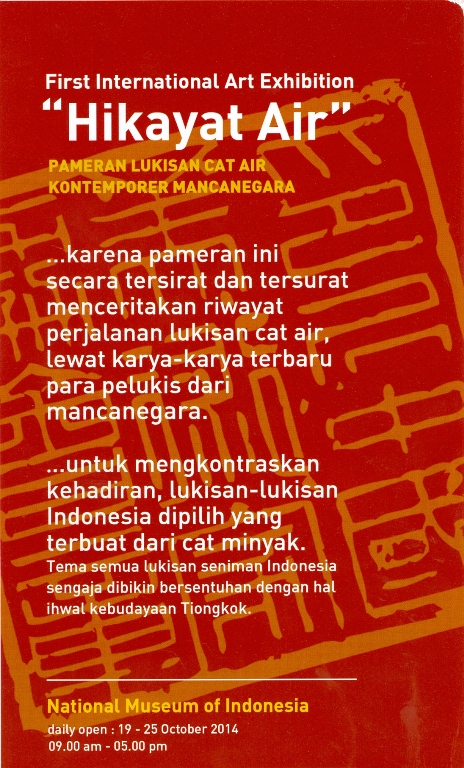 First International Art Exhibition
“Hikayat Air”
PAMERAN LUKISAN CAT AIR
KONTEMPORER MANCANEGARA
...karena pameran ini
secara tersirat dan tersurat
menceritakan riwayat
perjalanan lukisan cat air,
lewat karya-karya terbaru
para pelukis dari
mancanegara.
...untuk mengkontraskan
kehadiran, lukisan-lukisan
Indonesia dipilih yang
terbuat dari cat minyak.
Tema semua lukisan seniman Indonesia
sengaja dibikin bersentuhan dengan hal
ihwal kebudayaan Tiongkok.
National Museum of Indonesia
daily open : 19 - 25 October 2014
09.00 am - 05.00 pm